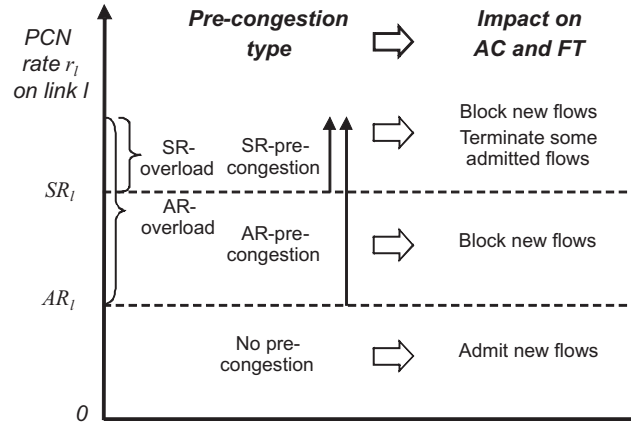 PCN
rate r_l
on link l
Pre-congestion
type
Impact on
AC and FT
Block new flows
Terminate some
admitted flows
SR-
overload
SR-pre-
congestion
SR_l
AR-
overload
AR-pre-
congestion
Block new flows
AR_l
No pre-
congestion
Admit new flows
0